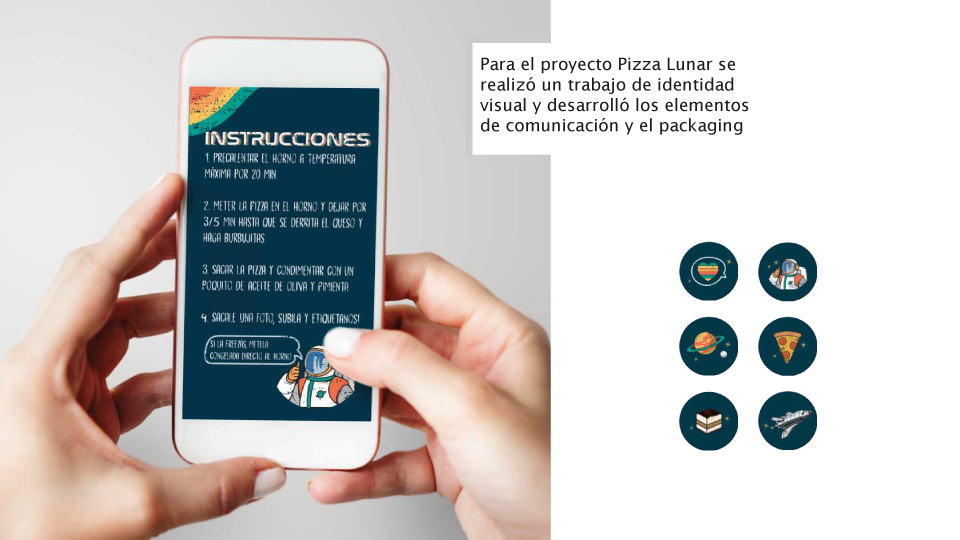 INSTRUCCIONES
1. PRECALENTAR EL HORNO A TEMPERATURA
MÁXIMA POR 20 MIN
2. METER LA PIZZA EN EL HORNO Y DEJAR POR
3/5 MIN HASTA QUE SE DERRITA EL QUESO Y
HAGA BURBUJITAS
3. SACAR LA PIZZA Y CONDIMENTAR CON UN
POQUITO DE ACEITE DE OLIVA Y PIMIENTA
4. SACALE UNA FOTO, SUBILA Y ETIQUETANOS!
SI LA FREEZÁS, METELA
CONGELADA DIRECTO AL HORNO
Para el proyecto Pizza Lunar se
realizó un trabajo de identidad
visual y desarrolló los elementos
de comunicación y el packaging